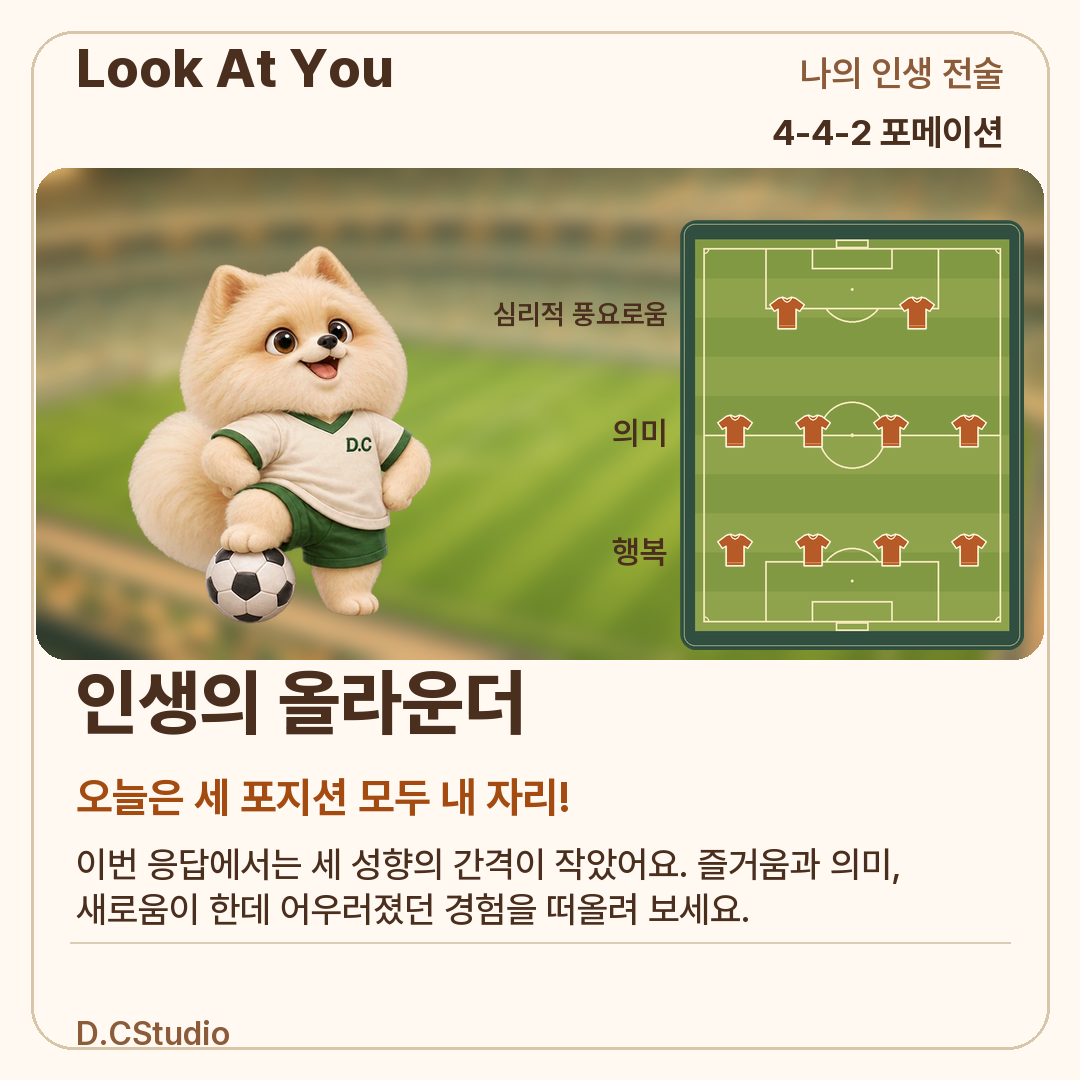 Look At You
나의 인생 전술
4-4-2 포메이션
D.C
심리적 풍요로움
의미
행복
인생의 올라운더
오늘은 세 포지션 모두 내 자리!
이번 응답에서는 세 성향의 간격이 작았어요. 즐거움과 의미,
새로움이 한데 어우러졌던 경험을 떠올려 보세요.
D.CStudio